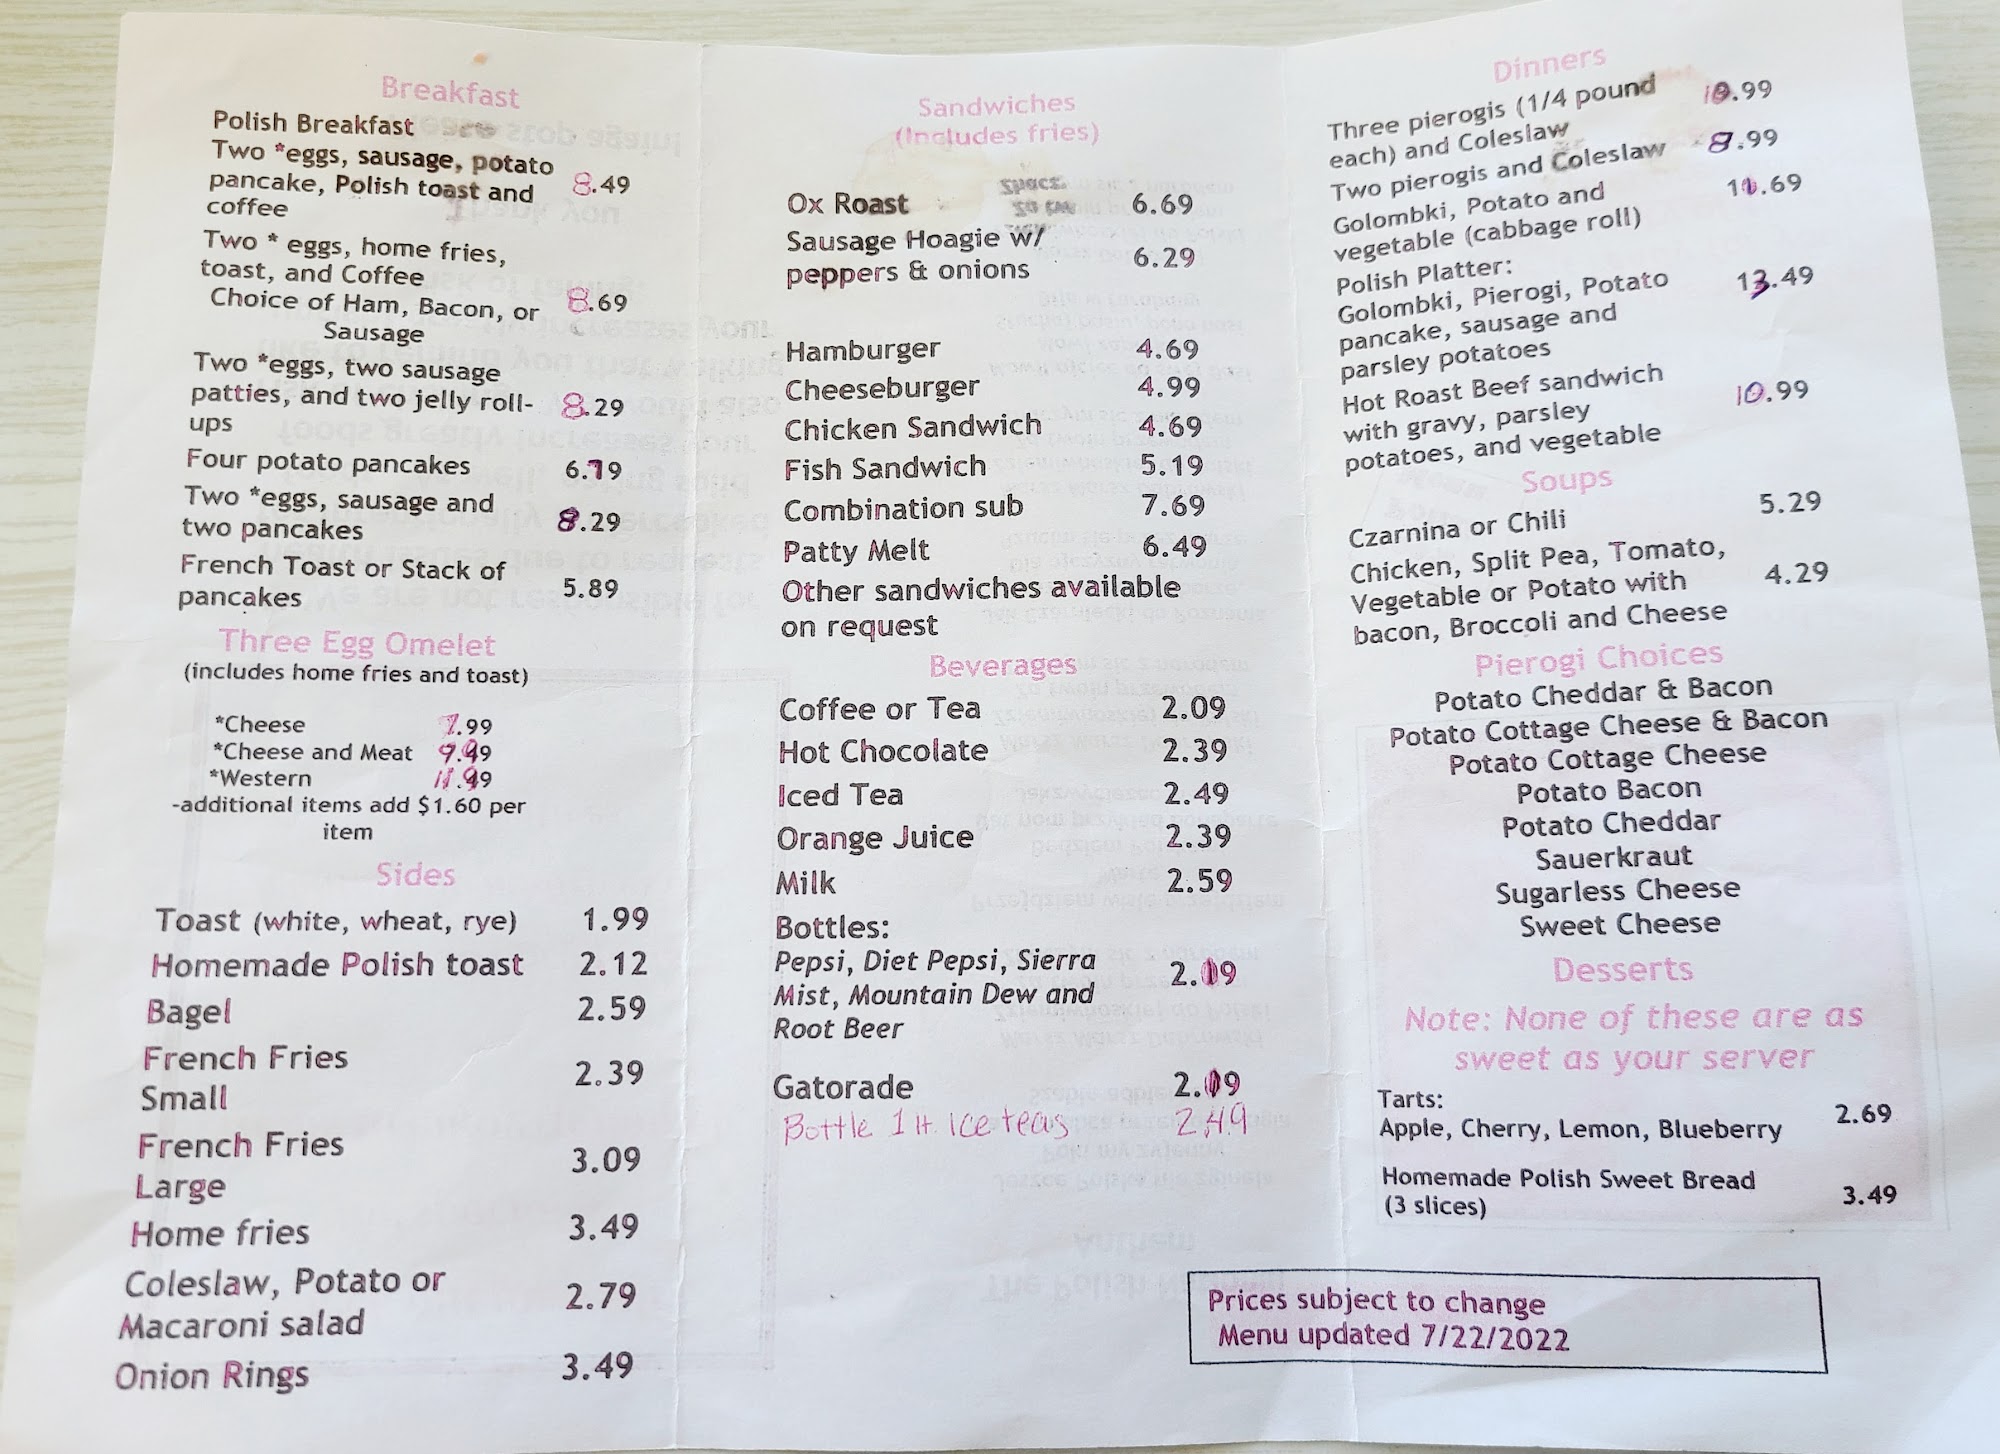 Breakfast
Polish Breakfast
Two *eggs, sausage, potato
pancake, Polish toast and 8.49
coffee
Two * eggs, home fries,
toast, and Coffee
Choice of Ham, Bacon, or 8.69
Sausage
Two *eggs, two sausage
patties, and two jelly roll- 8.29
ups
Four potato pancakes 6.79
Two *eggs, sausage and
two pancakes 8.29
French Toast or Stack of
pancakes 5.89
Three Egg Omelet
(includes home fries and toast)
*Cheese 7.99
*Cheese and Meat 9.49
*Western 11.49
-additional items add $1.60 per
item
Sides
Toast (white, wheat, rye) 1.99
Homemade Polish toast 2.12
Bagel 2.59
French Fries
Small 2.39
French Fries
Large 3.09
Home fries 3.49
Coleslaw, Potato or
Macaroni salad 2.79
Onion Rings 3.49
Sandwiches
(Includes fries)
Ox Roast 6.69
Sausage Hoagie w/
peppers & onions 6.29
Hamburger 4.69
Cheeseburger 4.99
Chicken Sandwich 4.69
Fish Sandwich 5.19
Combination sub 7.69
Patty Melt 6.49
Other sandwiches available
on request
Beverages
Coffee or Tea 2.09
Hot Chocolate 2.39
Iced Tea 2.49
Orange Juice 2.39
Milk 2.59
Bottles:
Pepsi, Diet Pepsi, Sierra
Mist, Mountain Dew and 2.19
Root Beer
Gatorade 2.19
Bottle 1 lt. Ice teas 2.49
Dinners
Three pierogis (1/4 pound 10.99
each) and Coleslaw
Two pierogis and Coleslaw 8.99
Golombki, Potato and 11.69
vegetable (cabbage roll)
Polish Platter:
Golombki, Pierogi, Potato 13.49
pancake, sausage and
parsley potatoes
Hot Roast Beef sandwich
with gravy, parsley 10.99
potatoes, and vegetable
Soups
Czarnina or Chili 5.29
Chicken, Split Pea, Tomato,
Vegetable or Potato with 4.29
bacon, Broccoli and Cheese
Pierogi Choices
Potato Cheddar & Bacon
Potato Cottage Cheese & Bacon
Potato Cottage Cheese
Potato Bacon
Potato Cheddar
Sauerkraut
Sugarless Cheese
Sweet Cheese
Desserts
Note: None of these are as
sweet as your server
Tarts:
Apple, Cherry, Lemon, Blueberry 2.69
Homemade Polish Sweet Bread
(3 slices) 3.49
Prices subject to change
Menu updated 7/22/2022